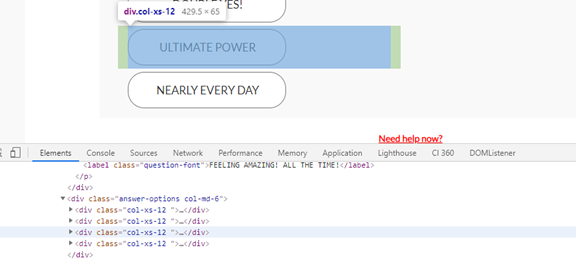 div.col-xs-12 429.5 × 65
YES!
ULTIMATE POWER
NEARLY EVERY DAY
Need help now?
Elements Console Sources Network Performance Memory Application Lighthouse CI 360 DOMListener
<label class="question-font">FEELING AMAZING! ALL THE TIME!</label>
</p>
</div>
▼<div class="answer-options col-md-6">
▶<div class="col-xs-12 ">…</div>
▶<div class="col-xs-12 ">…</div>
▶<div class="col-xs-12 ">…</div>
▶<div class="col-xs-12 ">…</div>
</div>